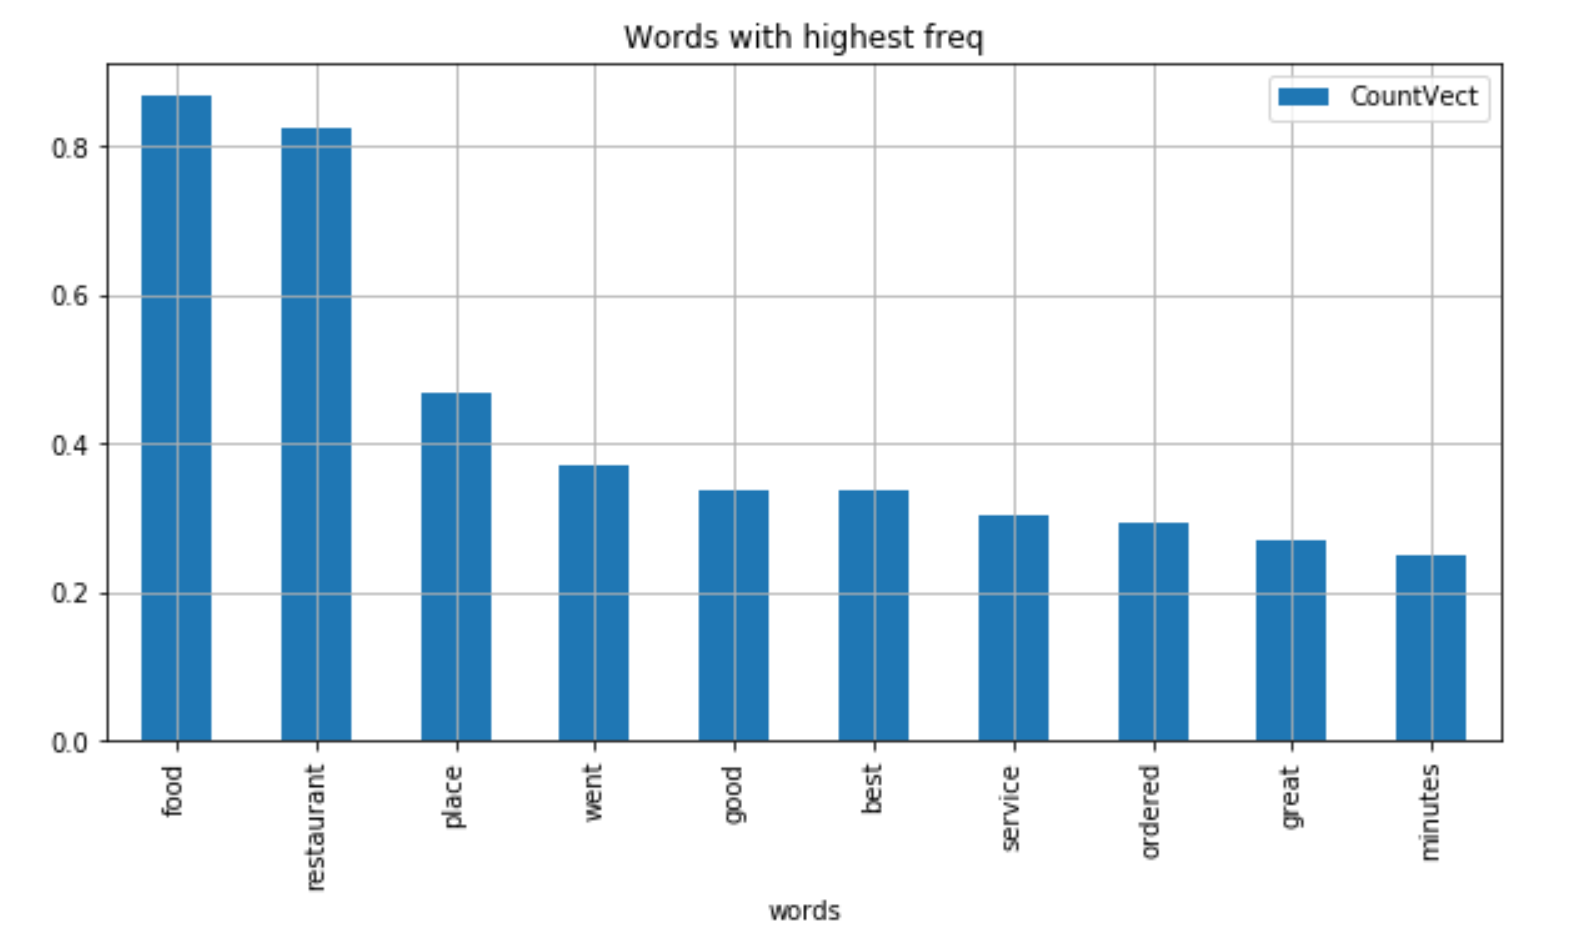 Words with highest freq
CountVect
0.8
0.6
0.4
0.2
0.0
food
restaurant
place
went
good
best
service
ordered
great
minutes
words